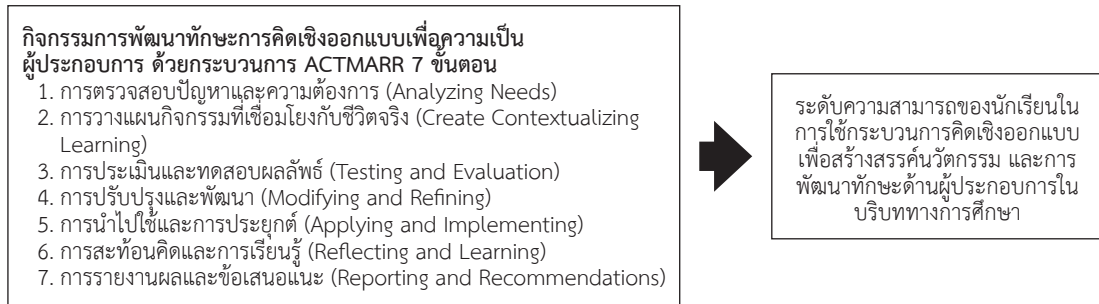 กิจกรรมการพัฒนาทักษะการคิดเชิงออกแบบเพื่อความเป็น
ผู้ประกอบการ ด้วยกระบวนการ ACTMARR 7 ขั้นตอน
1. การตรวจสอบปัญหาและความต้องการ (Analyzing Needs)
2. การวางแผนกิจกรรมที่เชื่อมโยงกับชีวิตจริง (Create Contextualizing
Learning)
3. การประเมินและทดสอบผลลัพธ์ (Testing and Evaluation)
4. การปรับปรุงและพัฒนา (Modifying and Refining)
5. การนำไปใช้และการประยุกต์ (Applying and Implementing)
6. การสะท้อนคิดและการเรียนรู้ (Reflecting and Learning)
7. การรายงานผลและข้อเสนอแนะ (Reporting and Recommendations)
ระดับความสามารถของนักเรียนใน
การใช้กระบวนการคิดเชิงออกแบบ
เพื่อสร้างสรรค์นวัตกรรม และการ
พัฒนาทักษะด้านผู้ประกอบการใน
บริบททางการศึกษา